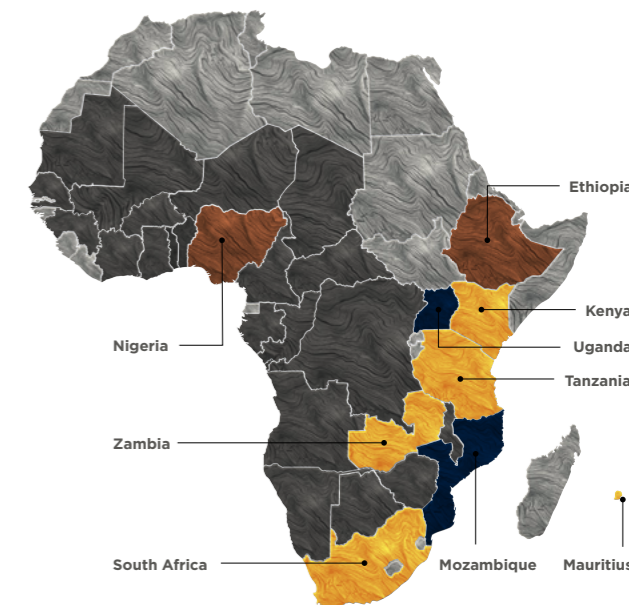 Ethiopia
Kenya
Nigeria
Uganda
Tanzania
Zambia
South Africa
Mozambique
Mauritius